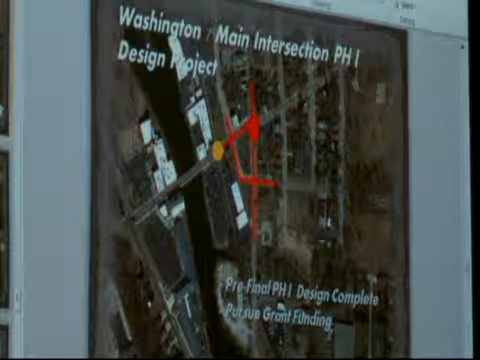 Washington / Main Intersection PH I
Design Project
Pre-Final PH I Design Complete
Pursue Grant Funding.